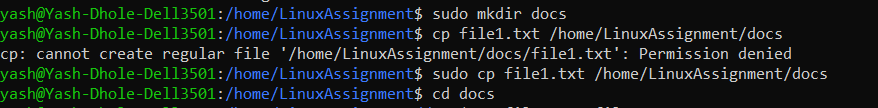 yash@Yash-Dhole-Dell3501:/home/LinuxAssignment$ sudo mkdir docs
yash@Yash-Dhole-Dell3501:/home/LinuxAssignment$ cp file1.txt /home/LinuxAssignment/docs
cp: cannot create regular file '/home/LinuxAssignment/docs/file1.txt': Permission denied
yash@Yash-Dhole-Dell3501:/home/LinuxAssignment$ sudo cp file1.txt /home/LinuxAssignment/docs
yash@Yash-Dhole-Dell3501:/home/LinuxAssignment$ cd docs